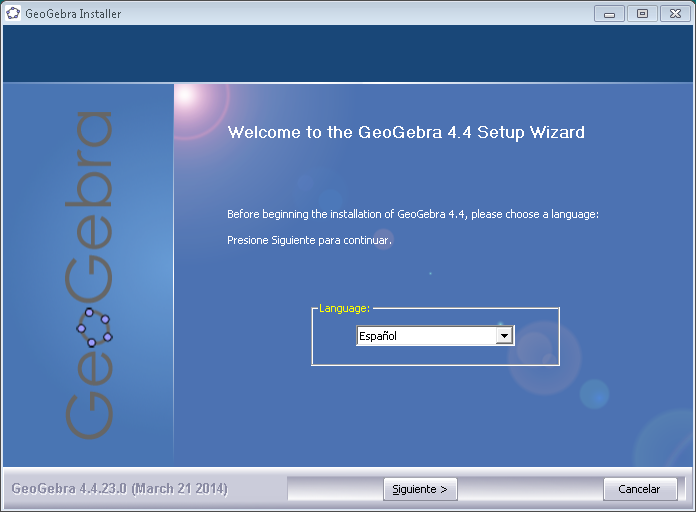 GeoGebra Installer
GeoGebra
Welcome to the GeoGebra 4.4 Setup Wizard
Before beginning the installation of GeoGebra 4.4, please choose a language:
Presione Siguiente para continuar.
Language:
Español
GeoGebra 4.4.23.0 (March 21 2014)
Siguiente >
Cancelar